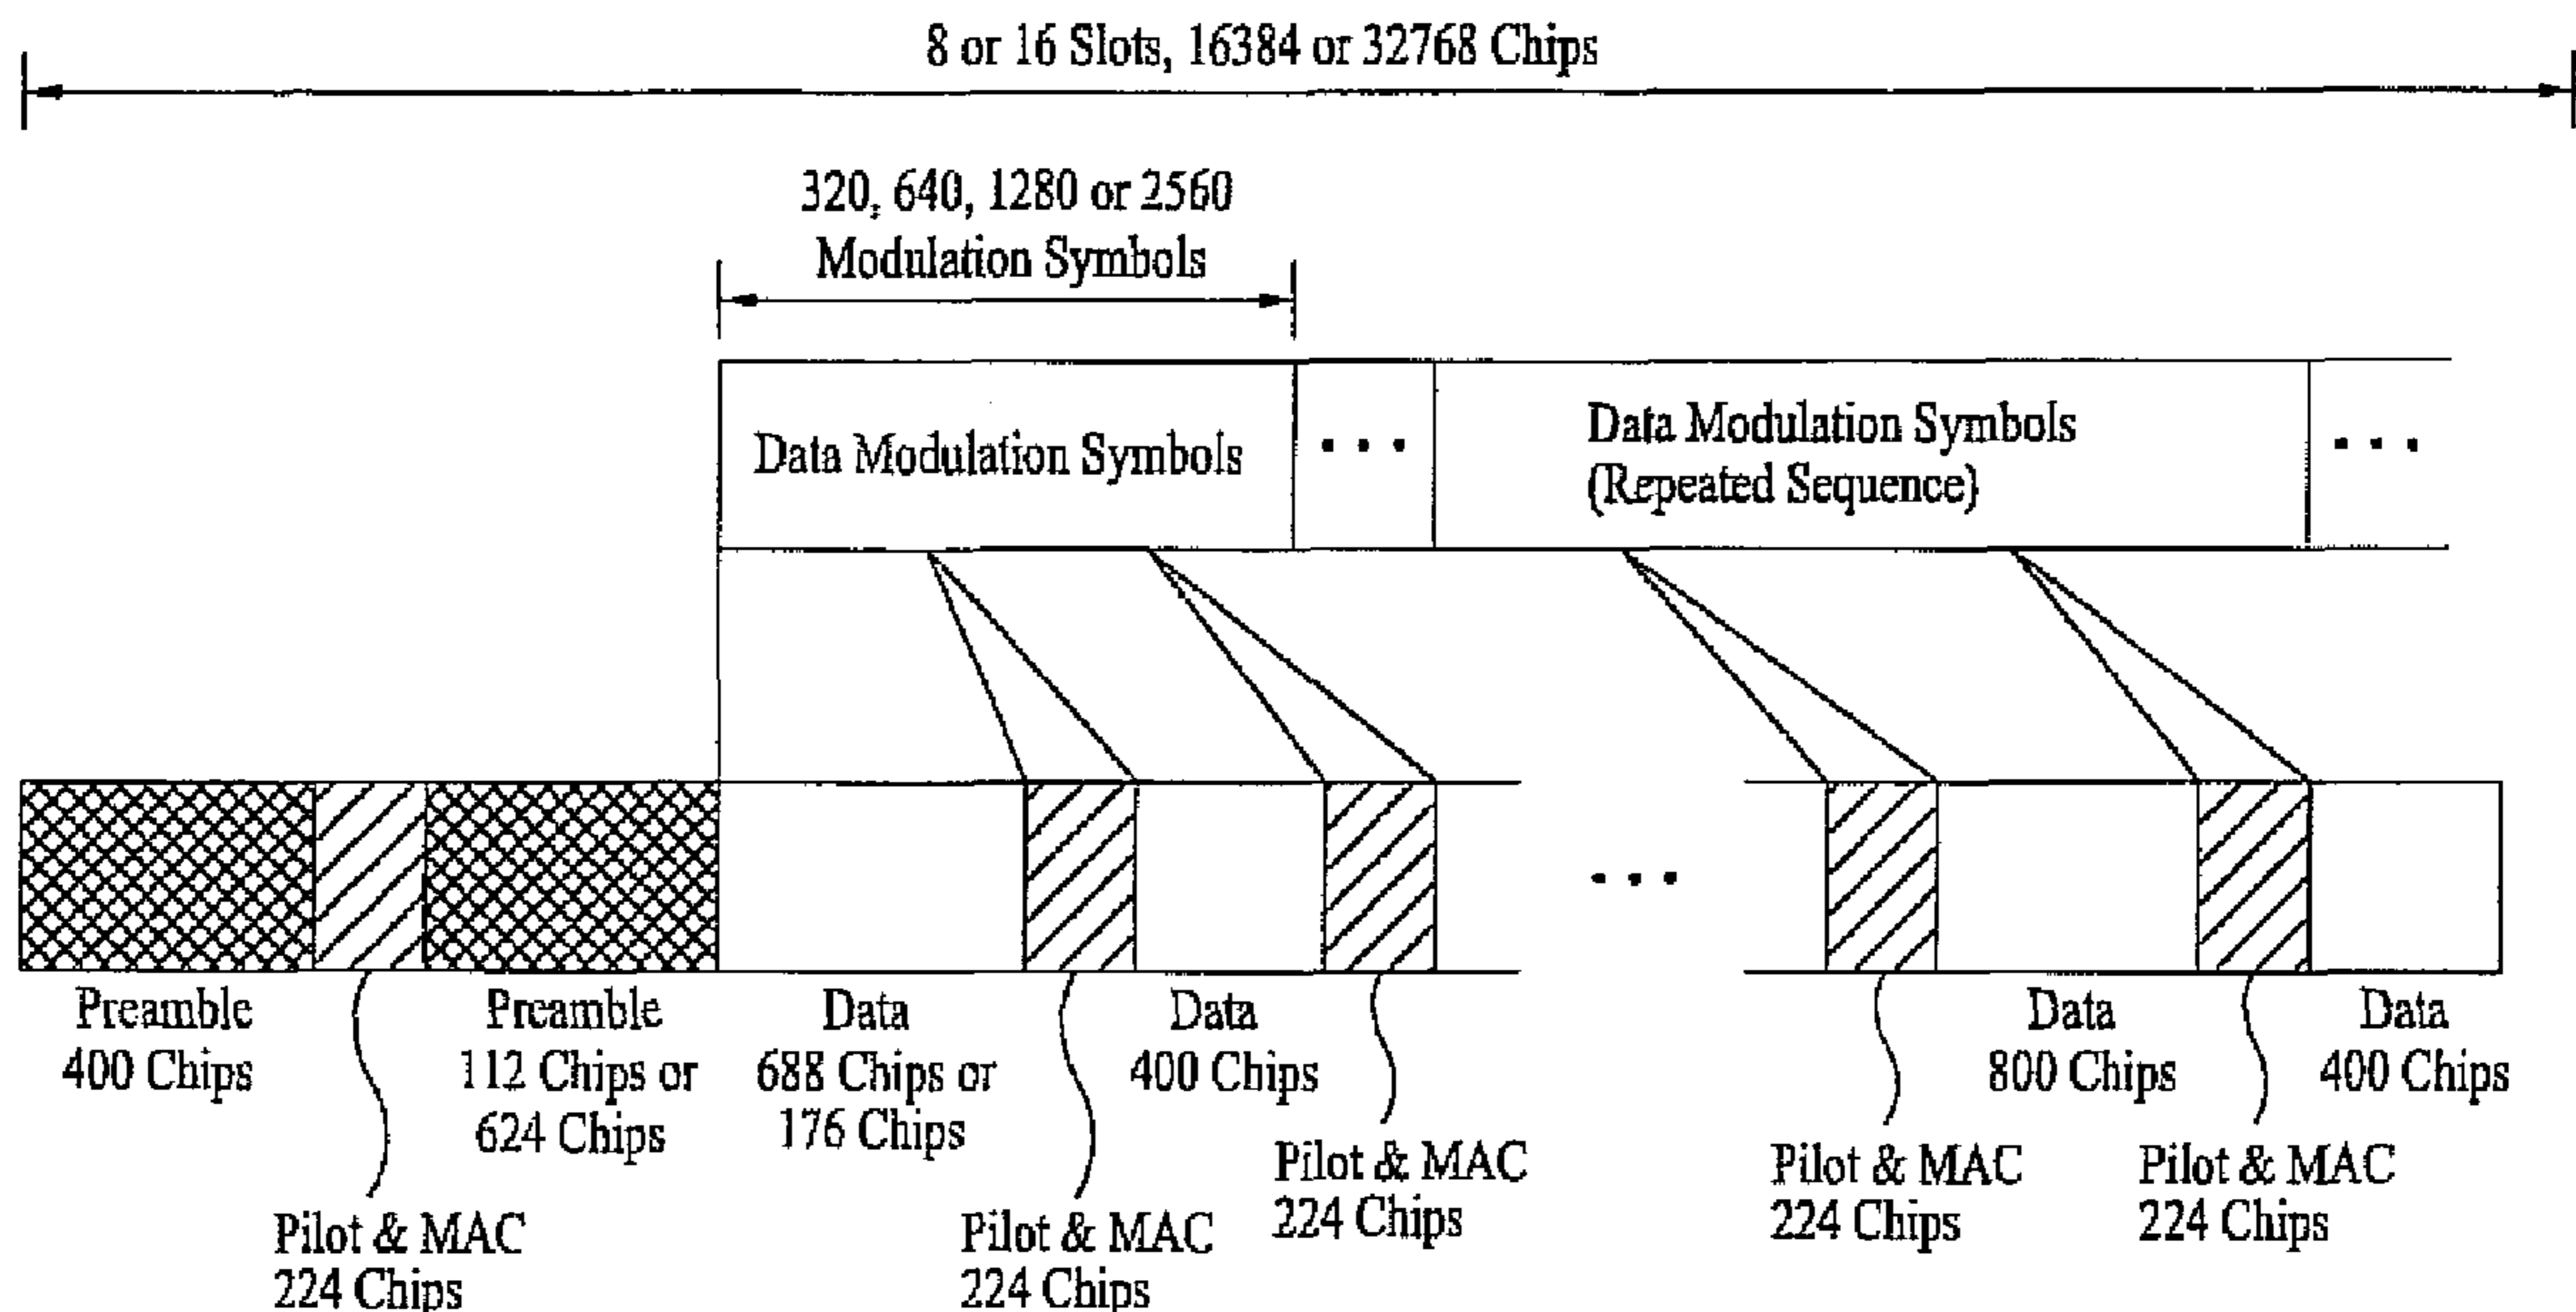 8 or 16 Slots, 16384 or 32768 Chips
320, 640, 1280 or 2560
Modulation Symbols
Data Modulation Symbols
...
Data Modulation Symbols
(Repeated Sequence)
...
...
Preamble
400 Chips
Preamble
112 Chips or
624 Chips
Data
688 Chips or
176 Chips
Data
400 Chips
Data
800 Chips
Data
400 Chips
Pilot & MAC
224 Chips
Pilot & MAC
224 Chips
Pilot & MAC
224 Chips
Pilot & MAC
224 Chips
Pilot & MAC
224 Chips